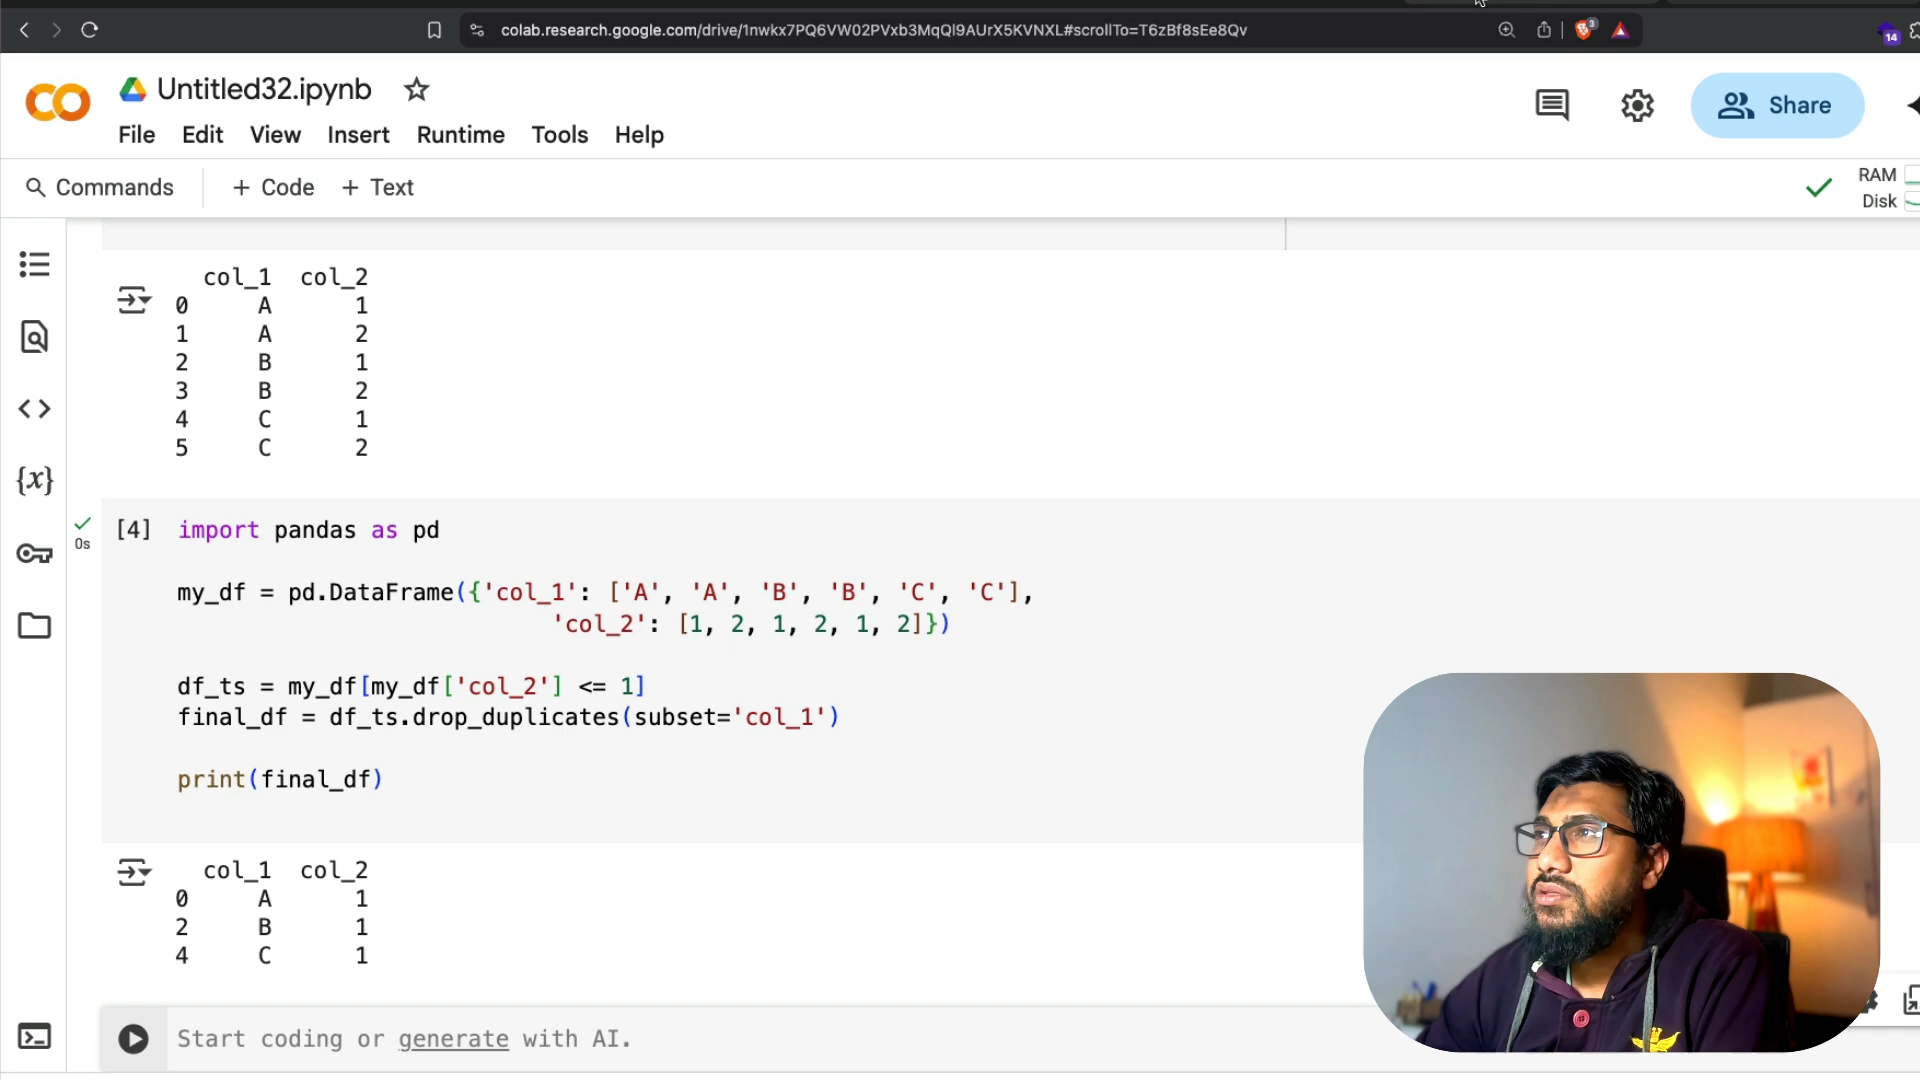 colab.research.google.com/drive/1nwkx7PQ6VW02PVxb3MqQl9AUrX5KVNXL#scrollTo=T6zBf8sEe8Qv
3
14
Untitled32.ipynb
File Edit View Insert Runtime Tools Help
Share
Commands + Code + Text
RAM
Disk
col_1 col_2
0 A 1
1 A 2
2 B 1
3 B 2
4 C 1
5 C 2
[4] import pandas as pd
0s
my_df = pd.DataFrame({'col_1': ['A', 'A', 'B', 'B', 'C', 'C'],
'col_2': [1, 2, 1, 2, 1, 2]})
df_ts = my_df[my_df['col_2'] <= 1]
final_df = df_ts.drop_duplicates(subset='col_1')
print(final_df)
col_1 col_2
0 A 1
2 B 1
4 C 1
Start coding or generate with AI.